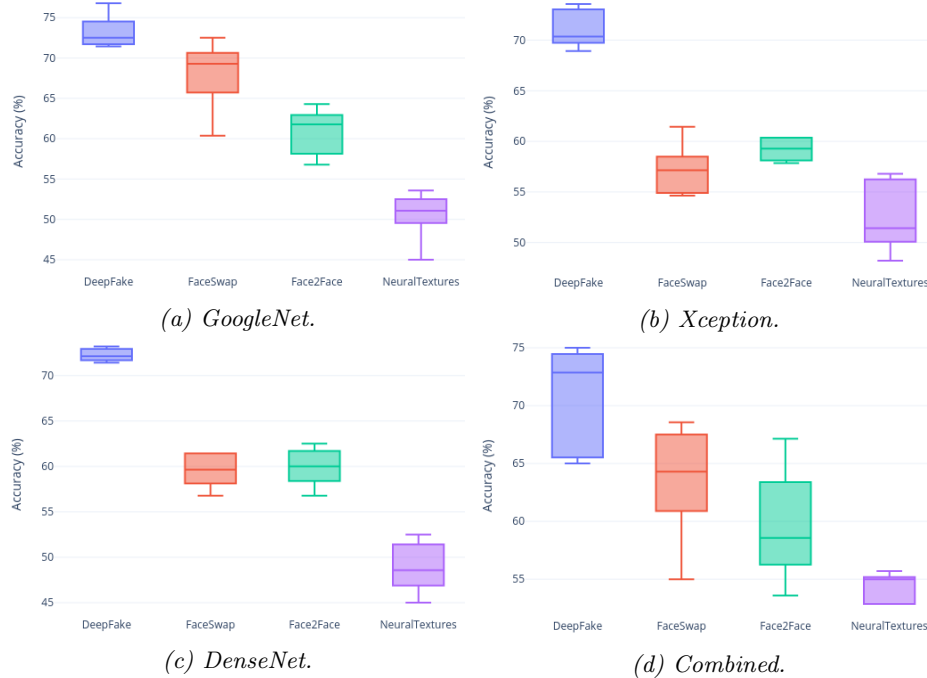 Accuracy (%)
75
70
65
60
55
50
45
DeepFake FaceSwap Face2Face NeuralTextures
(a) GoogleNet.
Accuracy (%)
70
65
60
55
50
DeepFake FaceSwap Face2Face NeuralTextures
(b) Xception.
Accuracy (%)
70
65
60
55
50
45
DeepFake FaceSwap Face2Face NeuralTextures
(c) DenseNet.
Accuracy (%)
75
70
65
60
55
DeepFake FaceSwap Face2Face NeuralTextures
(d) Combined.